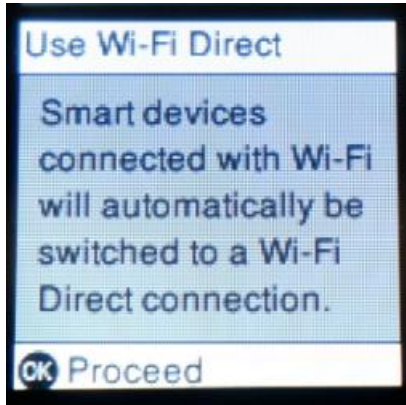 Use Wi-Fi Direct
Smart devices
connected with Wi-Fi
will automatically be
switched to a Wi-Fi
Direct connection.
OK Proceed